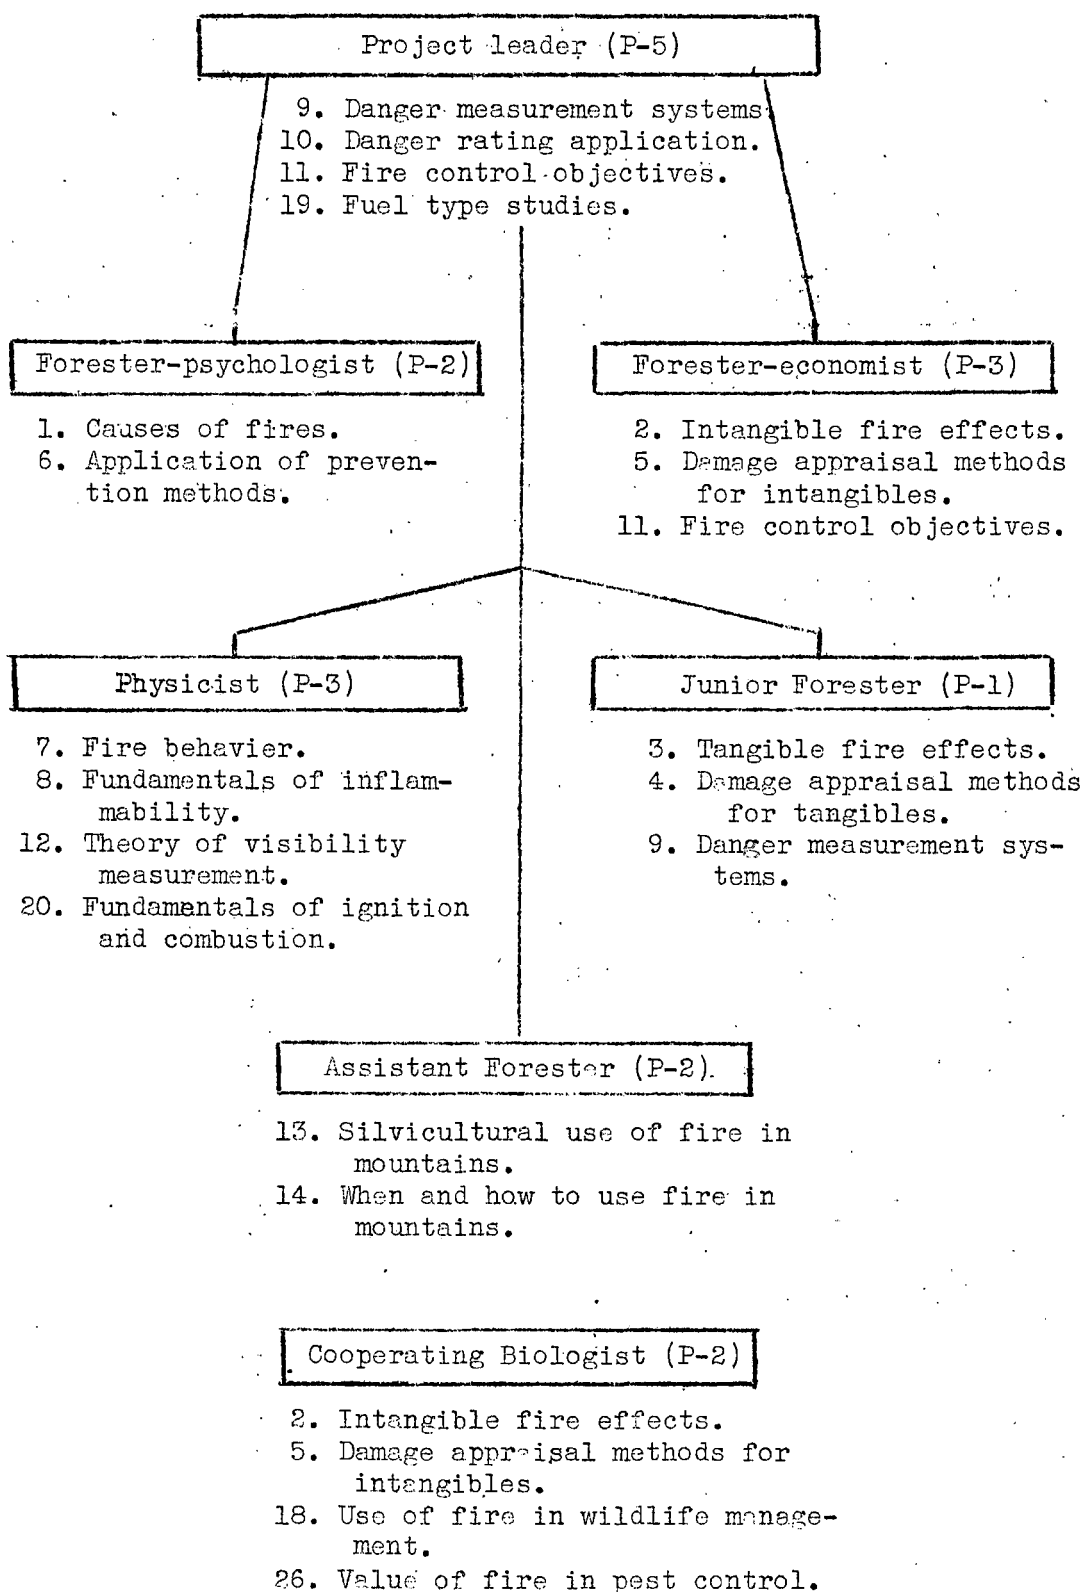 Project leader (P-5)
9. Danger measurement systems
10. Danger rating application.
11. Fire control objectives.
19. Fuel type studies.
Forester-psychologist (P-2)
1. Causes of fires.
6. Application of preven-
tion methods.
Forester-economist (P-3)
2. Intangible fire effects.
5. Damage appraisal methods
for intangibles.
11. Fire control objectives.
Physicist (P-3)
7. Fire behavier.
8. Fundamentals of inflam-
mability.
12. Theory of visibility
measurement.
20. Fundamentals of ignition
and combustion.
Junior Forester (P-1)
3. Tangible fire effects.
4. Damage appraisal methods
for tangibles.
9. Danger measurement sys-
tems.
Assistant Forester (P-2)
13. Silvicultural use of fire in
mountains.
14. When and how to use fire in
mountains.
Cooperating Biologist (P-2)
2. Intangible fire effects.
5. Damage appraisal methods for
intangibles.
18. Use of fire in wildlife manage-
ment.
26. Value of fire in pest control.